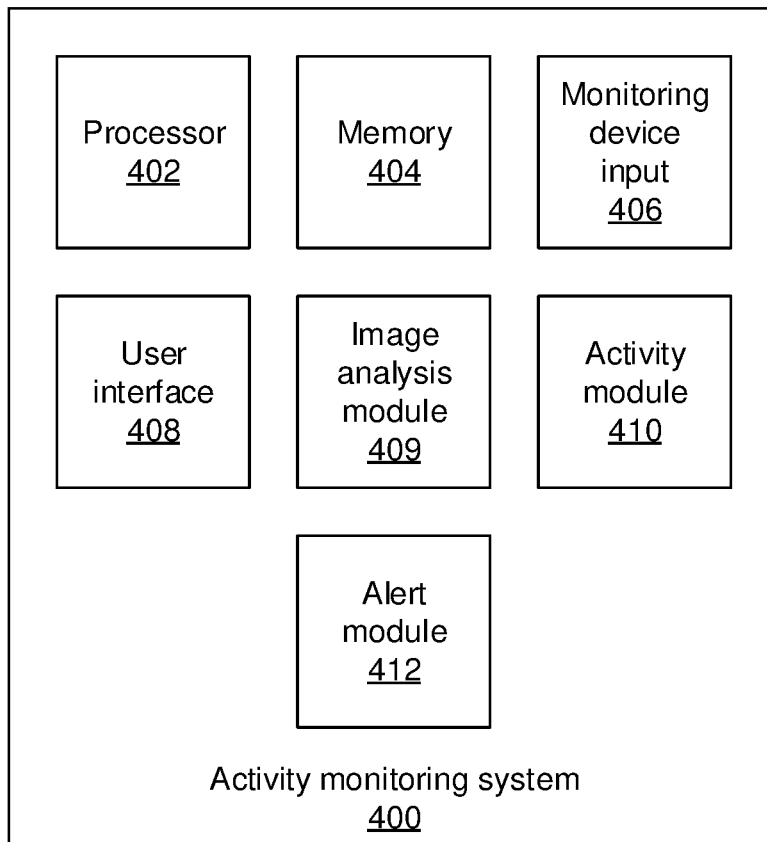 Processor
402
Memory
404
Monitoring
device
input
406
User
interface
408
Image
analysis
module
409
Activity
module
410
Alert
module
412
Activity monitoring system
400